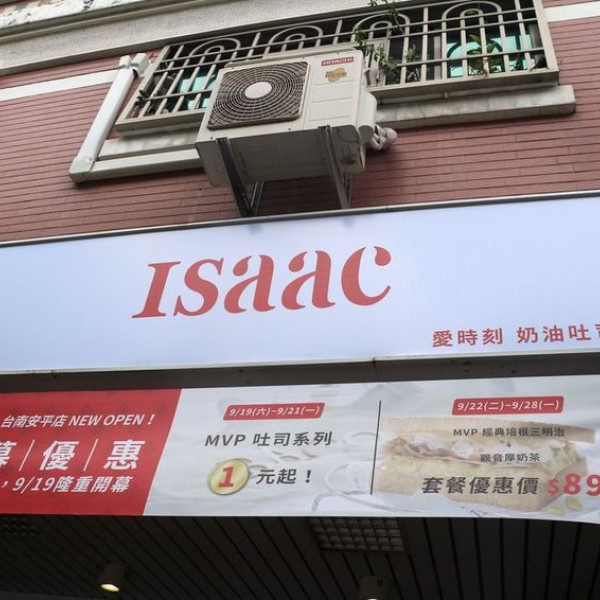 HITACHI
Isaac
愛時刻 奶油吐司
台南安平店 NEW OPEN！
幕/優/惠
，9/19隆重開幕
9/19(六)~9/21(一)
MVP 吐司系列
1 元起！
9/22(二)~9/28(一)
MVP 經典培根三明治
+
觀音厚奶茶
套餐優惠價 $89